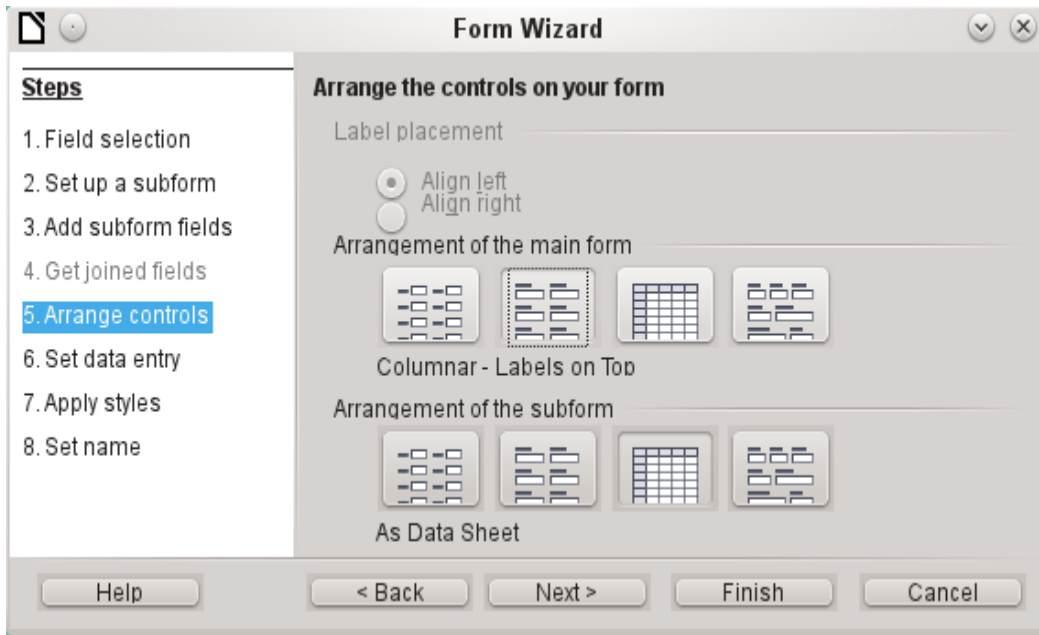 Form Wizard
Steps
1. Field selection
2. Set up a subform
3. Add subform fields
4. Get joined fields
5. Arrange controls
6. Set data entry
7. Apply styles
8. Set name
Arrange the controls on your form
Label placement
Align left
Align right
Arrangement of the main form
Columnar - Labels on Top
Arrangement of the subform
As Data Sheet
Help
< Back
Next >
Finish
Cancel